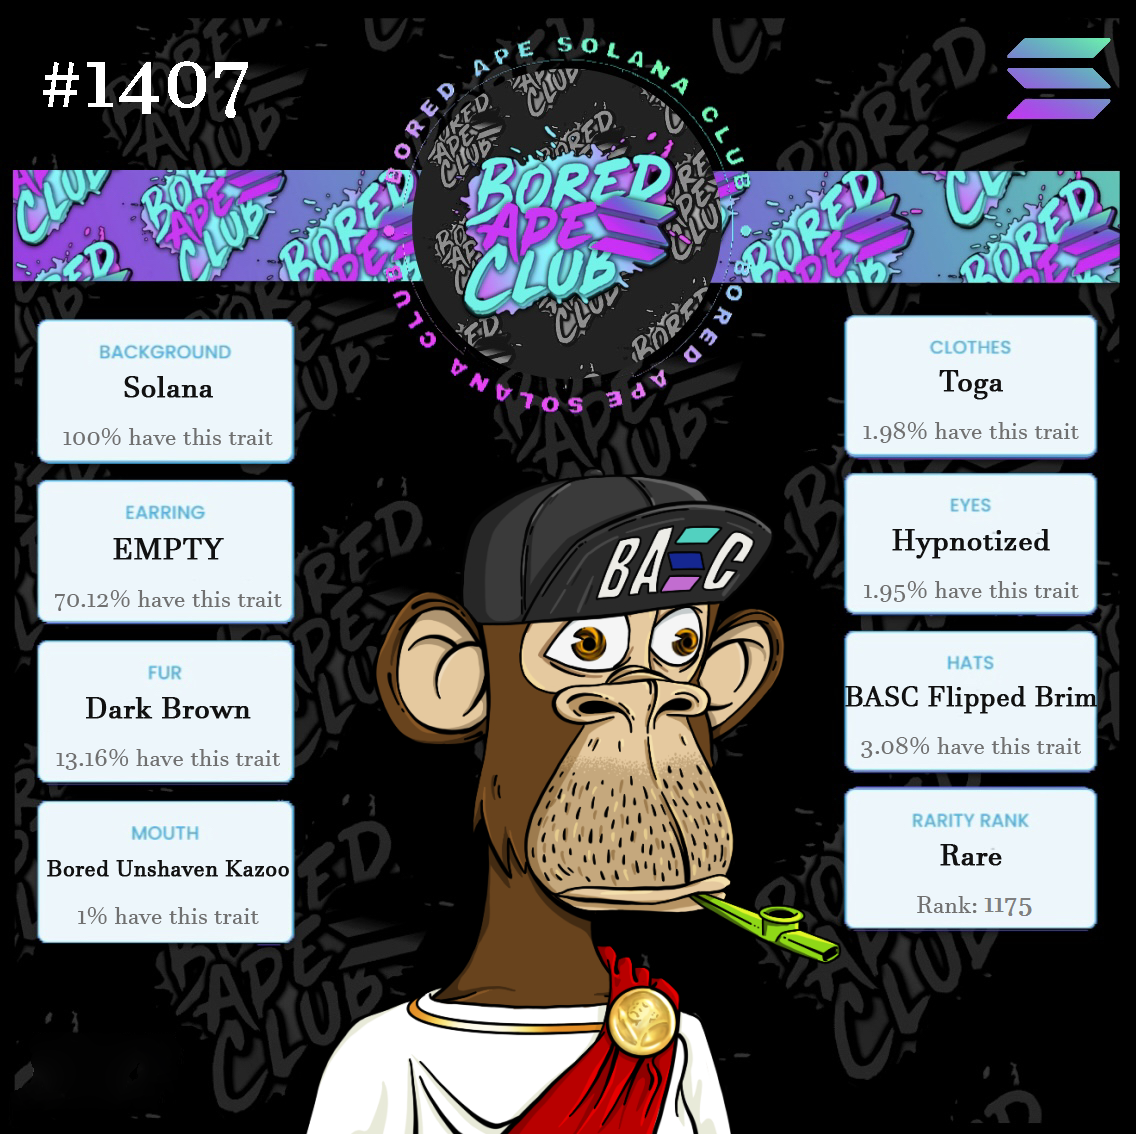 #1407
BORED APE SOLANA CLUB
BORED APE SOLANA CLUB
BORED
APE
CLUB
BACKGROUND
Solana
100% have this trait
EARRING
EMPTY
70.12% have this trait
FUR
Dark Brown
13.16% have this trait
MOUTH
Bored Unshaven Kazoo
1% have this trait
CLOTHES
Toga
1.98% have this trait
EYES
Hypnotized
1.95% have this trait
HATS
BASC Flipped Brim
3.08% have this trait
RARITY RANK
Rare
Rank: 1175
BASC